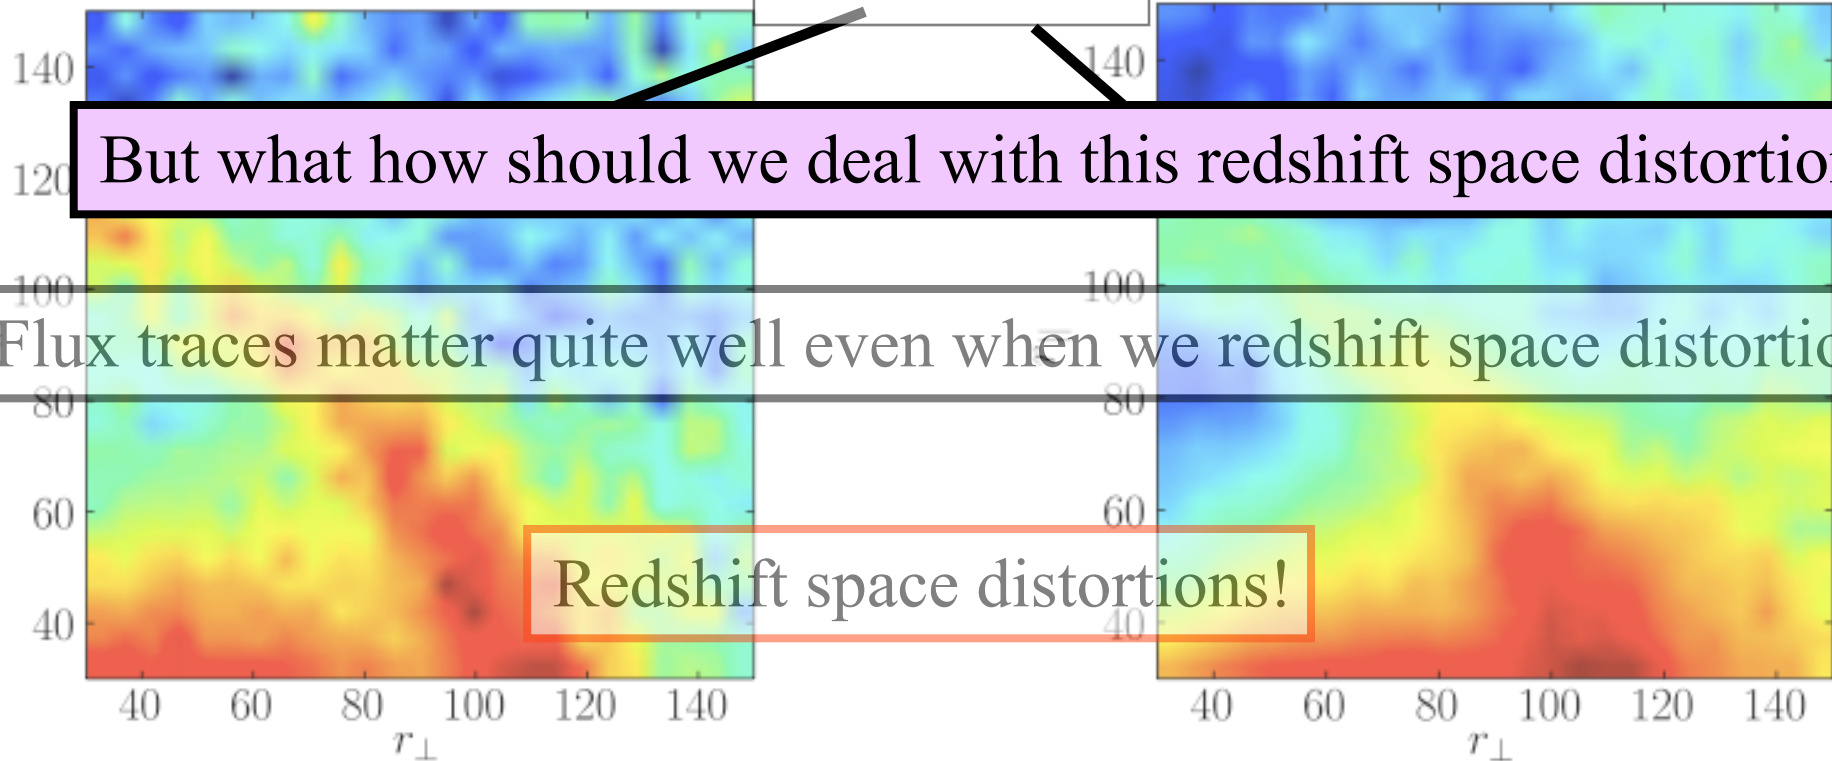 140
140
But what how should we deal with this redshift space distortio
120
100
100
Flux traces matter quite well even when we redshift space distortio
80
80
60
60
Redshift space distortions!
40
40
40 60 80 100 120 140
40 60 80 100 120 140
r⊥
r⊥